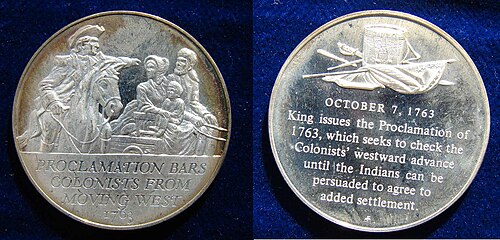 PROCLAMATION BARS
COLONISTS FROM
MOVING WEST
1763
OCTOBER 7, 1763
King issues the Proclamation of
1763, which seeks to check the
Colonists' westward advance
until the Indians can be
persuaded to agree to
added settlement.